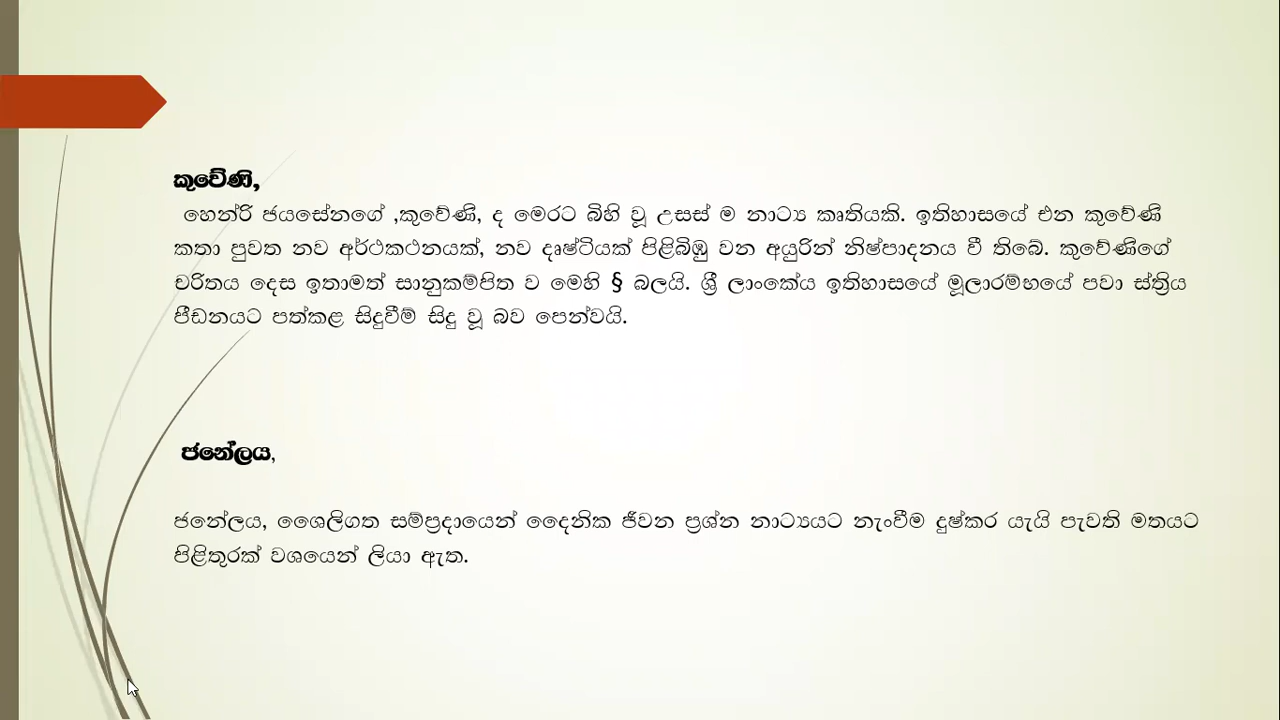 කුවේණි,
හෙන්රි ජයසේනගේ ,කුවේණි, ද මෙරට බිහි වූ උසස් ම නාට්‍ය කෘතියකි. ඉතිහාසයේ එන කුවේණි
කතා පුවත නව අර්ථකථනයක්, නව දෘෂ්ටියක් පිළිබිඹු වන අයුරින් නිෂ්පාදනය වී තිබේ. කුවේණිගේ
චරිතය දෙස ඉතාමත් සානුකම්පිත ව මෙහි § බලයි. ශ්‍රී ලාංකේය ඉතිහාසයේ මූලාරම්භයේ පවා ස්ත්‍රිය
පීඩනයට පත්කළ සිදුවීම් සිදු වූ බව පෙන්වයි.
ජනේලය,
ජනේලය, ශෛලිගත සම්ප්‍රදායෙන් දෛනික ජීවන ප්‍රශ්න නාට්‍යයට නැංවීම දුෂ්කර යැයි පැවති මතයට
පිළිතුරක් වශයෙන් ලියා ඇත.